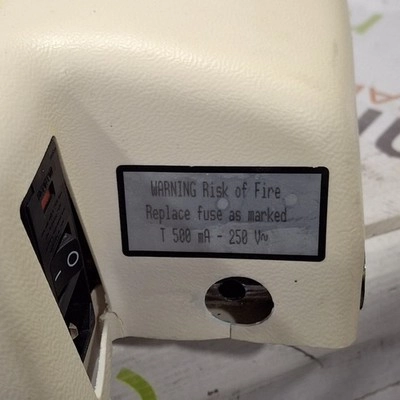 WARNING Risk of Fire
Replace fuse as marked
T 500 mA - 250 V~
I O